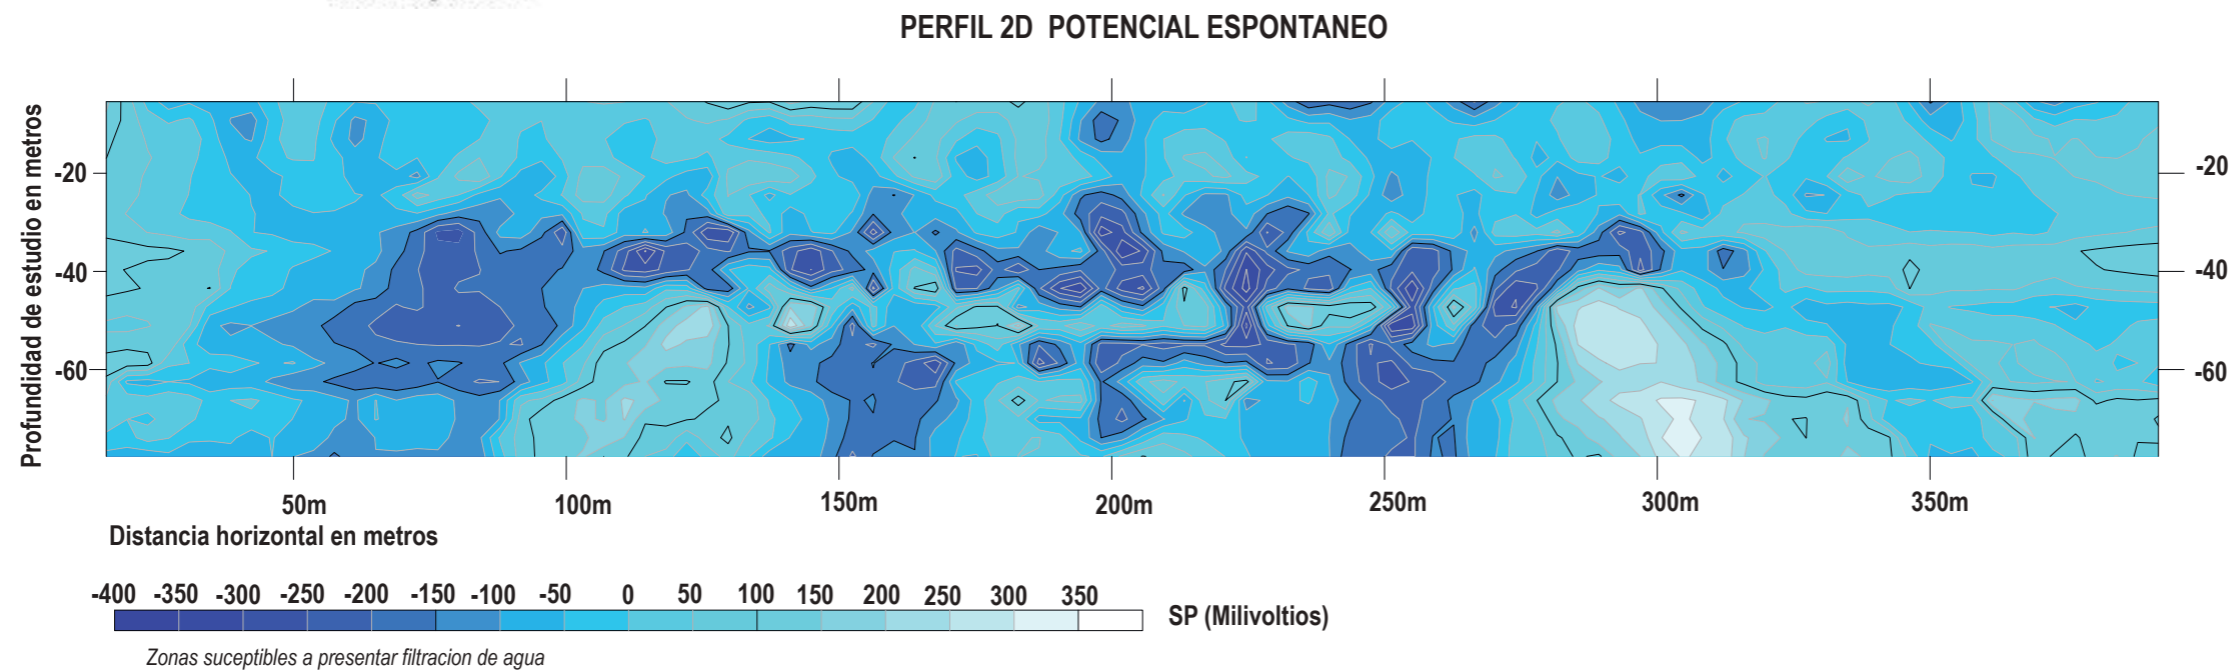 PERFIL 2D POTENCIAL ESPONTANEO
Profundidad de estudio en metros
-20
-40
-60
-20
-40
-60
50m 100m 150m 200m 250m 300m 350m
Distancia horizontal en metros
-400 -350 -300 -250 -200 -150 -100 -50 0 50 100 150 200 250 300 350
SP (Milivoltios)
Zonas suceptibles a presentar filtracion de agua